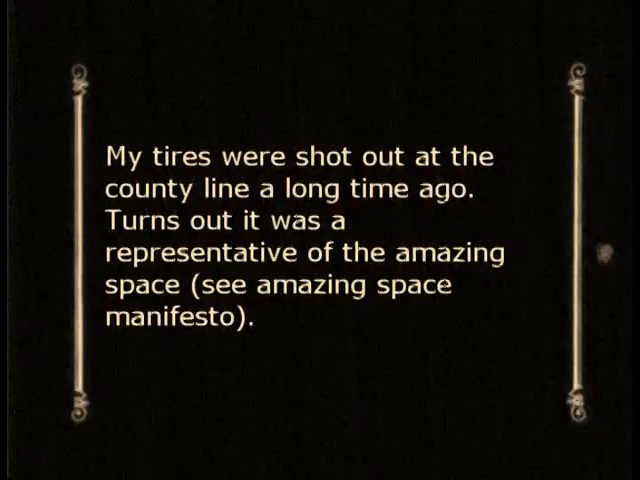 My tires were shot out at the
county line a long time ago.
Turns out it was a
representative of the amazing
space (see amazing space
manifesto).